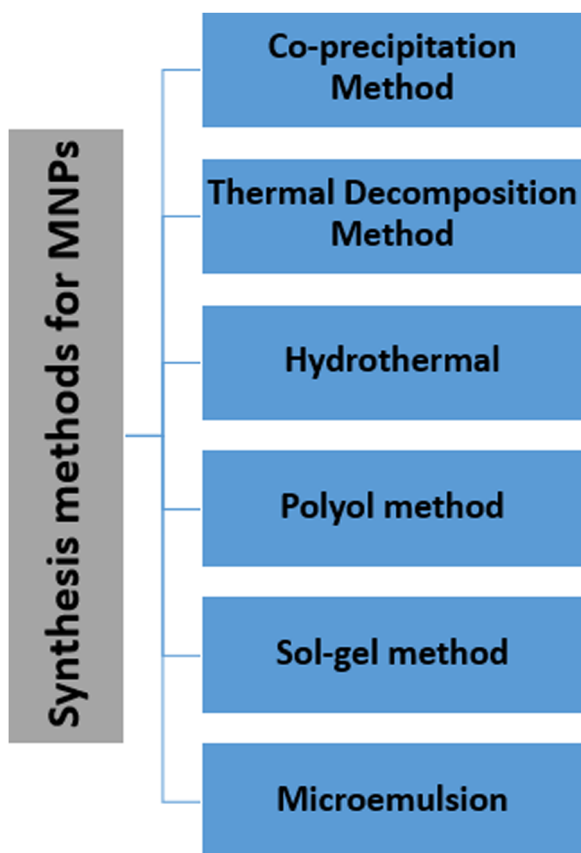 Synthesis methods for MNPs
Co-precipitation
Method
Thermal Decomposition
Method
Hydrothermal
Polyol method
Sol-gel method
Microemulsion